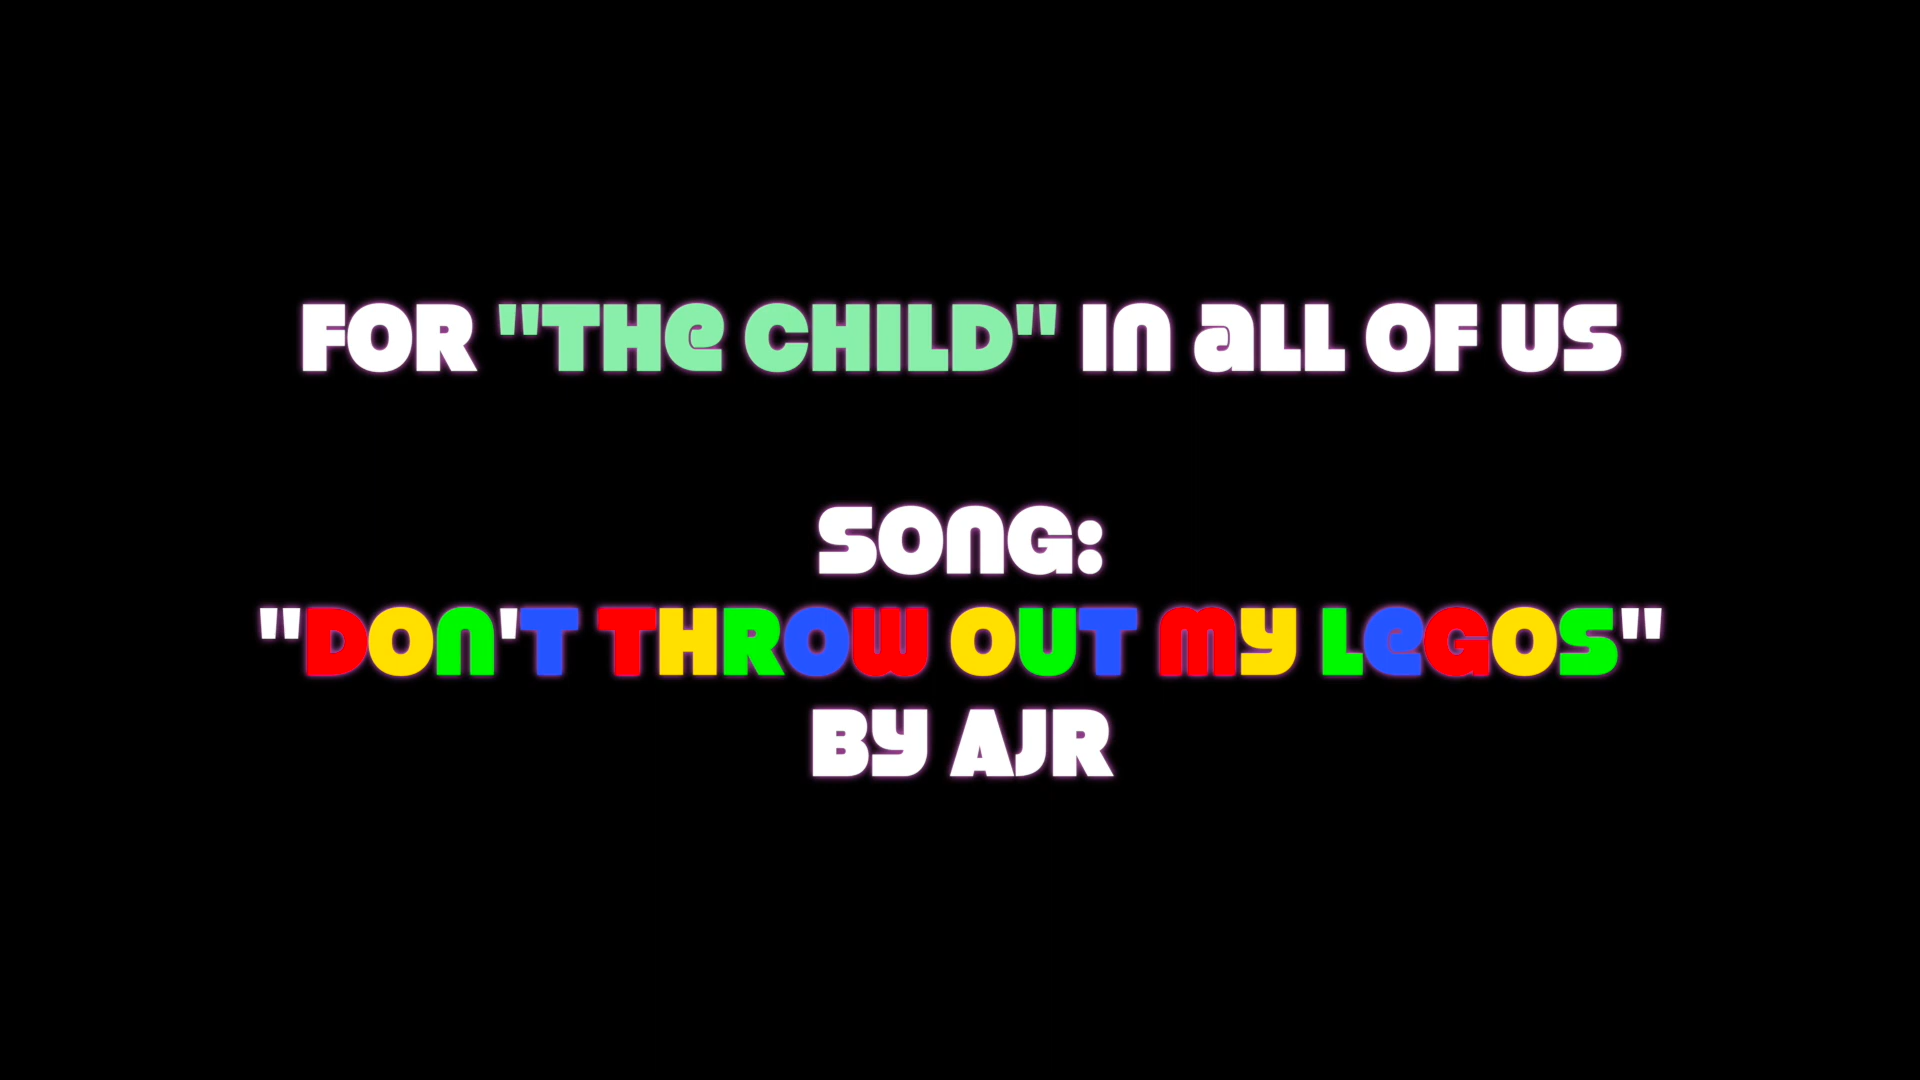 FOR "THe CHILD" In aLL OF US
SOnG:
"DOn'T THROW OUT MY LeGOS"
BY AJR